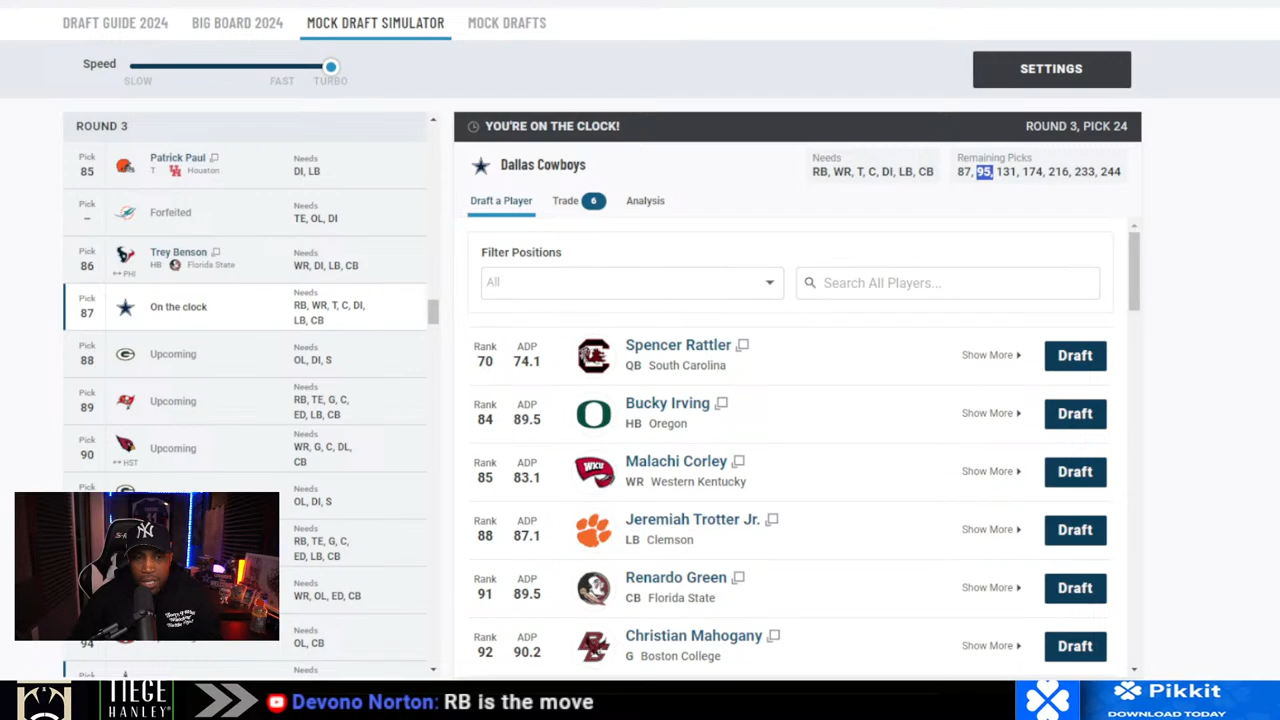 DRAFT GUIDE 2024
BIG BOARD 2024
MOCK DRAFT SIMULATOR
MOCK DRAFTS
Speed
SLOW
FAST
TURBO
SETTINGS
ROUND 3
Pick
85
Patrick Paul
T
Houston
Needs
DI, LB
Pick
–
Forfeited
Needs
TE, OL, DI
Pick
86
↔ PHI
Trey Benson
HB
Florida State
Needs
WR, DI, LB, CB
Pick
87
On the clock
Needs
RB, WR, T, C, DI,
LB, CB
Pick
88
Upcoming
Needs
OL, DI, S
Pick
89
Upcoming
Needs
RB, TE, G, C,
ED, LB, CB
Pick
90
↔ HST
Upcoming
Needs
WR, G, C, DL,
CB
Needs
OL, DI, S
Needs
RB, TE, G, C,
ED, LB, CB
Needs
WR, OL, ED, CB
94
Needs
OL, CB
Needs
YOU'RE ON THE CLOCK!
ROUND 3, PICK 24
Dallas Cowboys
Needs
RB, WR, T, C, DI, LB, CB
Remaining Picks
87, 95, 131, 174, 216, 233, 244
Draft a Player
Trade 6
Analysis
Filter Positions
All
Search All Players...
Rank
70
ADP
74.1
Spencer Rattler
QB South Carolina
Show More
Draft
Rank
84
ADP
89.5
Bucky Irving
HB Oregon
Show More
Draft
Rank
85
ADP
83.1
WKU
Malachi Corley
WR Western Kentucky
Show More
Draft
Rank
88
ADP
87.1
Jeremiah Trotter Jr.
LB Clemson
Show More
Draft
Rank
91
ADP
89.5
Renardo Green
CB Florida State
Show More
Draft
Rank
92
ADP
90.2
Christian Mahogany
G Boston College
Show More
Draft
TIEGE
HANLEY
Devono Norton: RB is the move
Pikkit
DOWNLOAD TODAY